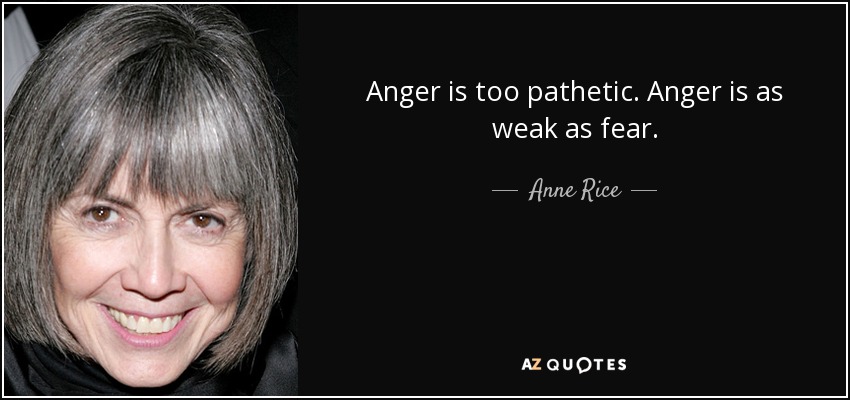 Anger is too pathetic. Anger is as
weak as fear.
Anne Rice
AZ QUOTES